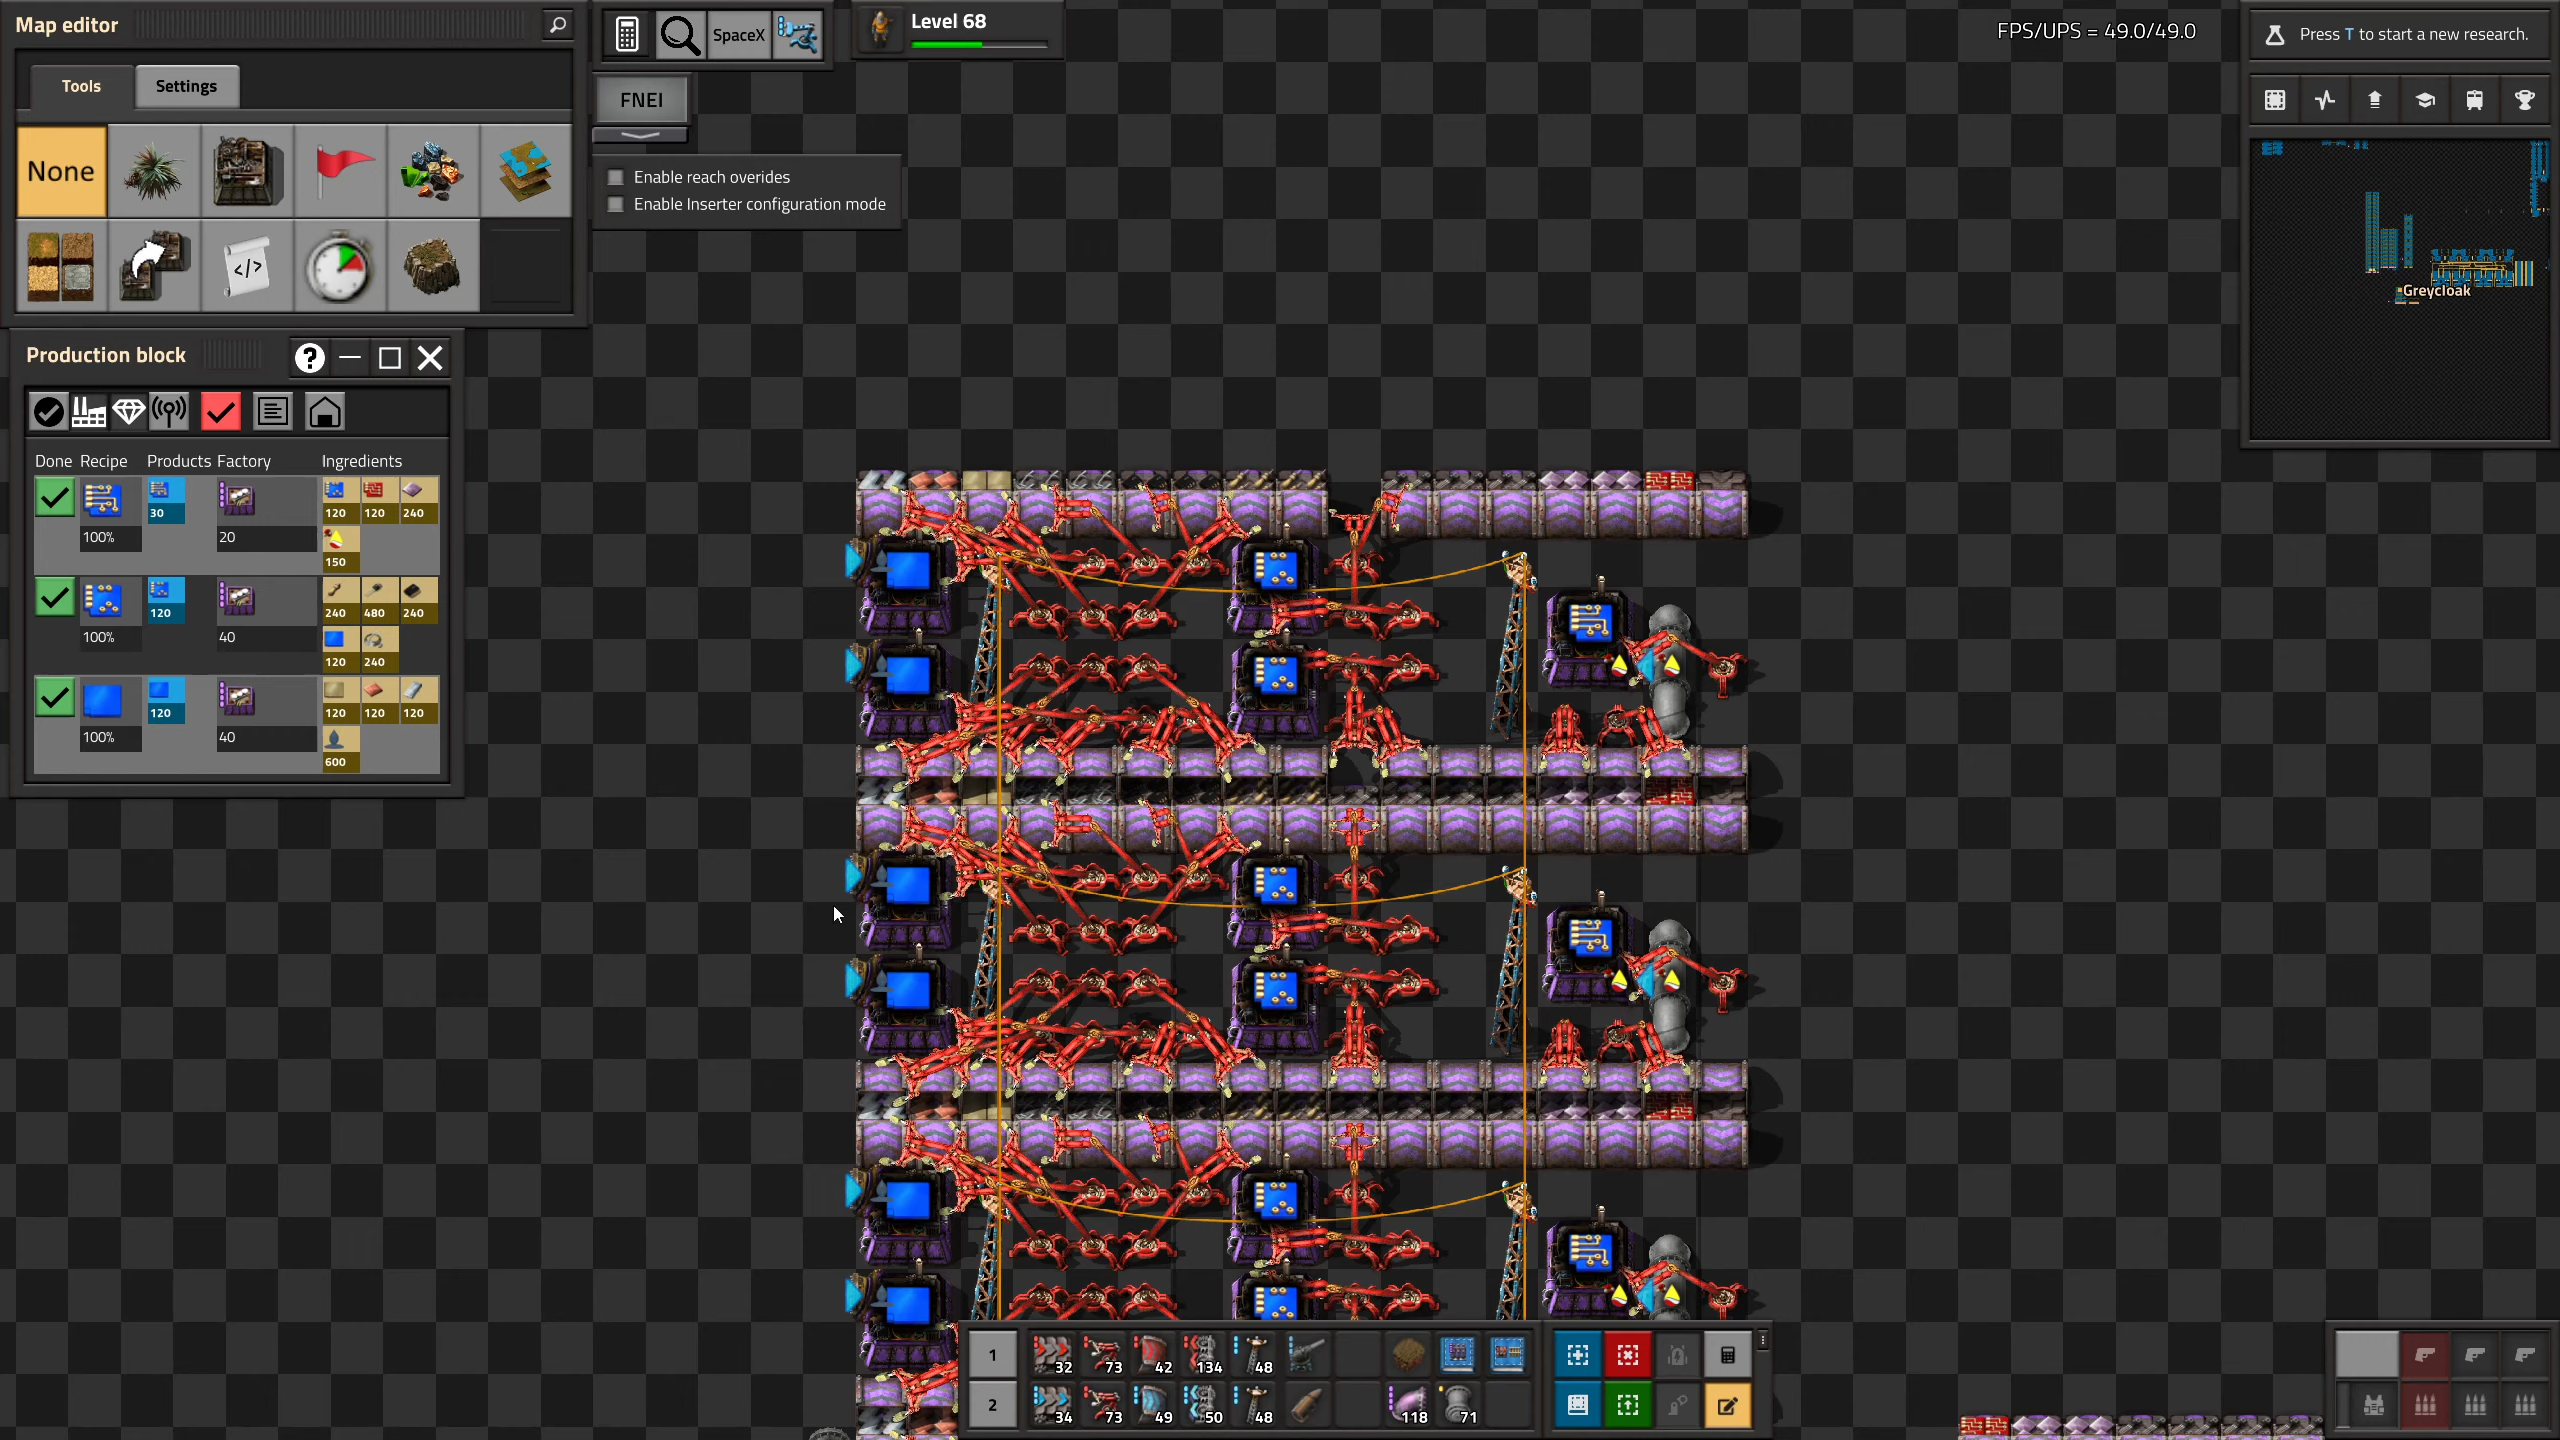 Map editor
Tools
Settings
None
</>
SpaceX
Level 68
FNEI
Enable reach overides
Enable Inserter configuration mode
FPS/UPS = 49.0/49.0
Press T to start a new research.
Greycloak
Production block
?
Done Recipe Products Factory Ingredients
30
120 120 240
100%
20
150
120
240 480 240
100%
40
120 240
120
120 120 120
100%
40
600
1
32 73 42 134 48
2
34 73 49 50 48 118 71